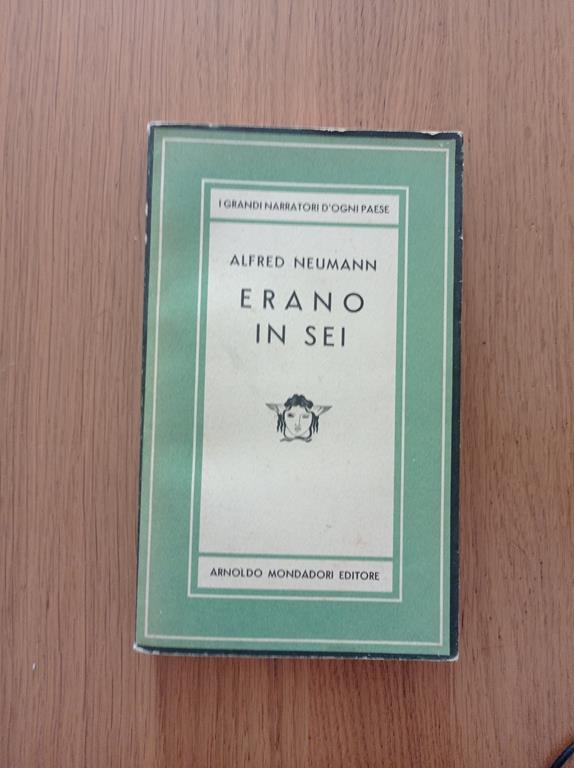 I GRANDI NARRATORI D'OGNI PAESE
ALFRED NEUMANN
ERANO
IN SEI
ARNOLDO MONDADORI EDITORE